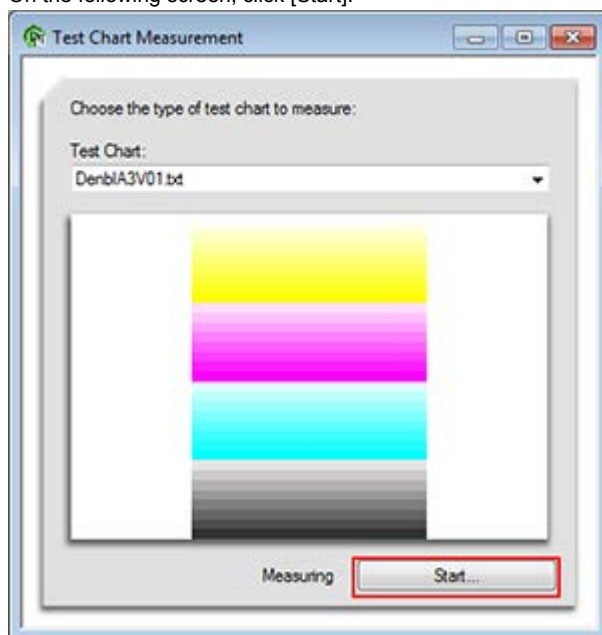 On the following screen, click [Start].
Test Chart Measurement
Choose the type of test chart to measure:
Test Chart:
DenblA3V01.txt
Measuring
Start...